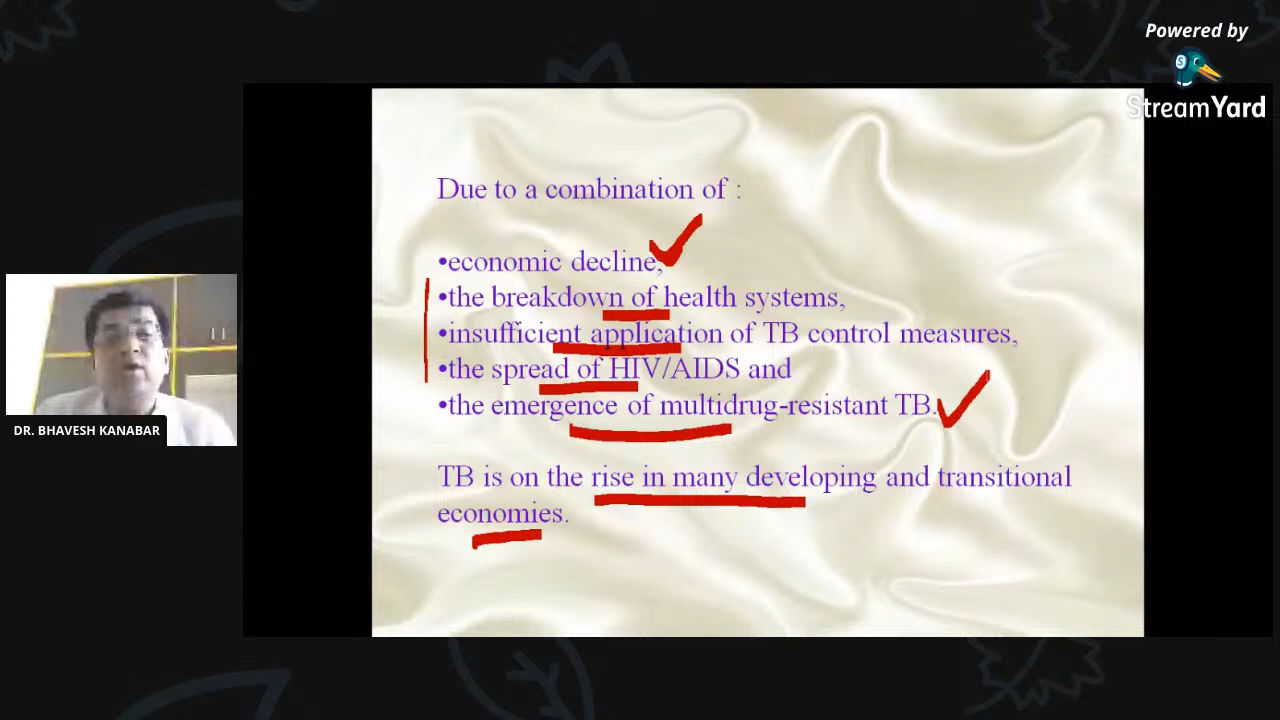 Powered by
StreamYard
Due to a combination of :
•economic decline,
•the breakdown of health systems,
•insufficient application of TB control measures,
•the spread of HIV/AIDS and
•the emergence of multidrug-resistant TB.
TB is on the rise in many developing and transitional
economies.
DR. BHAVESH KANABAR